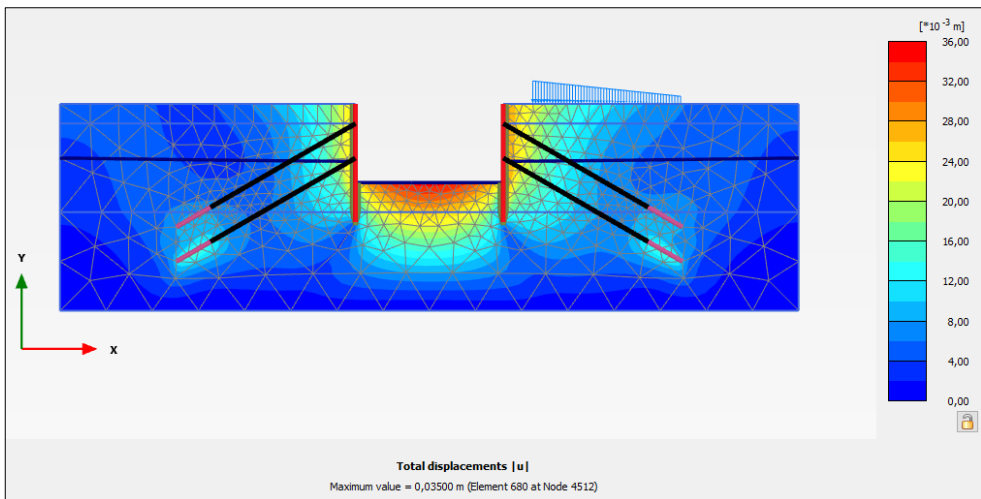 [*10 -3 m]
36,00
32,00
28,00
24,00
20,00
16,00
12,00
8,00
4,00
0,00
Y
X
Total displacements |u|
Maximum value = 0,03500 m (Element 680 at Node 4512)